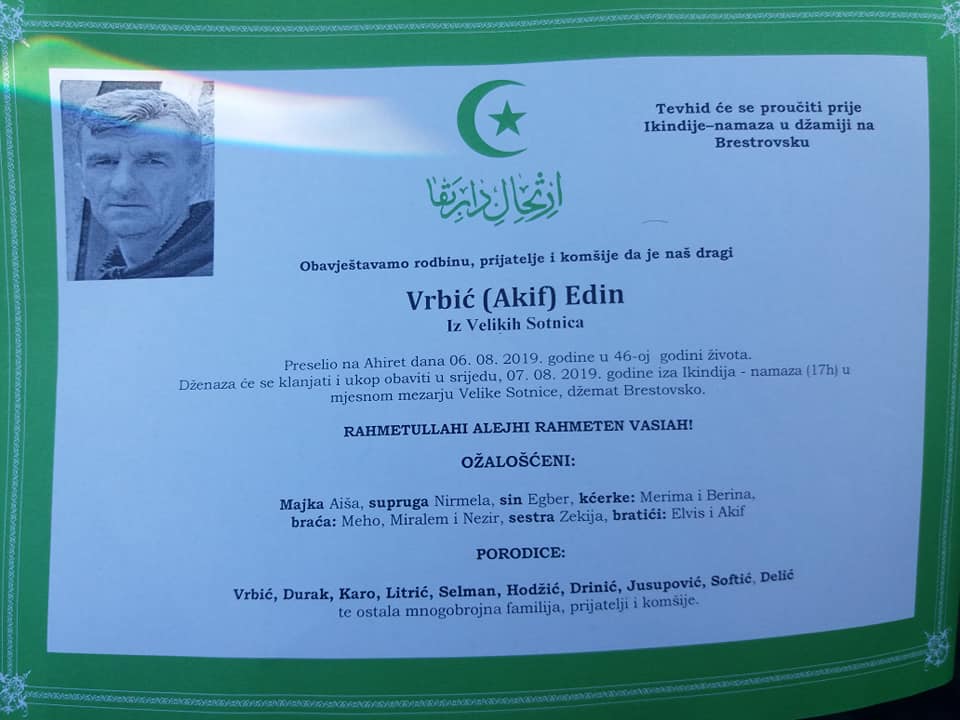 Tevhid će se proučiti prije
Ikindije–namaza u džamiji na
Brestrovsku
ارتحال دار بقا
Obavještavamo rodbinu, prijatelje i komšije da je naš dragi
Vrbić (Akif) Edin
Iz Velikih Sotnica
Preselio na Ahiret dana 06. 08. 2019. godine u 46-oj godini života.
Dženaza će se klanjati i ukop obaviti u srijedu, 07. 08. 2019. godine iza Ikindija - namaza (17h) u
mjesnom mezarju Velike Sotnice, džemat Brestovsko.
RAHMETULLAHI ALEJHI RAHMETEN VASIAH!
OŽALOŠĆENI:
Majka Aiša, supruga Nirmela, sin Egber, kćerke: Merima i Berina,
braća: Meho, Miralem i Nezir, sestra Zekija, bratići: Elvis i Akif
PORODICE:
Vrbić, Durak, Karo, Litrić, Selman, Hodžić, Drinić, Jusupović, Softić, Delić
te ostala mnogobrojna familija, prijatelji i komšije.